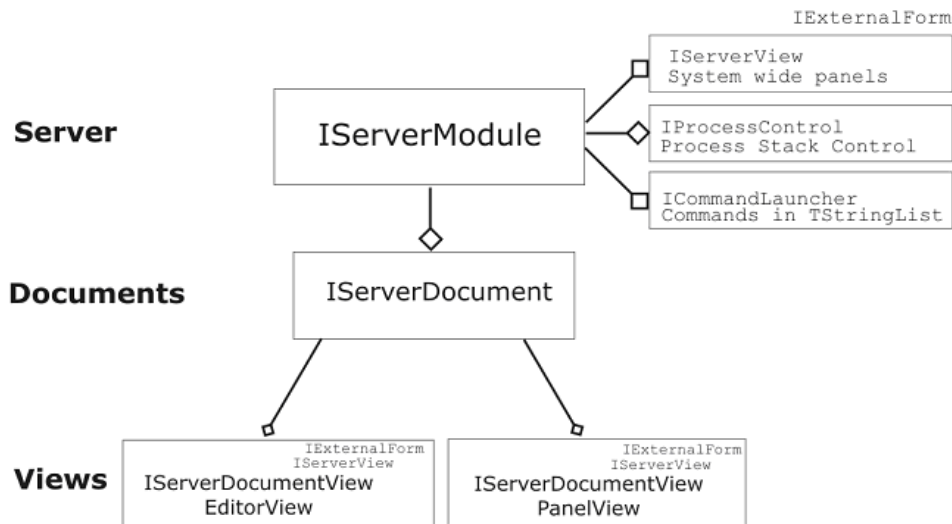 IExternalForm
IServerView
System wide panels
Server
IServerModule
IProcessControl
Process Stack Control
ICommandLauncher
Commands in TStringList
Documents
IServerDocument
Views
IExternalForm
IServerView
IServerDocumentView
EditorView
IExternalForm
IServerView
IServerDocumentView
PanelView